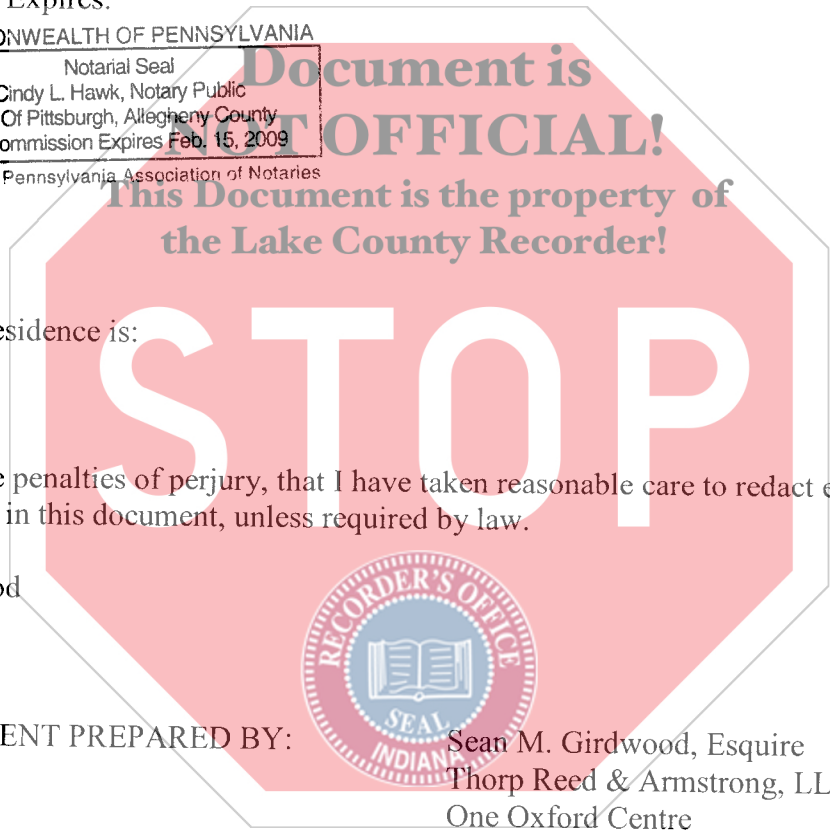 Expires:
ONWEALTH OF PENNSYLVANIA
Notarial Seal
Cindy L. Hawk, Notary Public
Of Pittsburgh, Allegheny County
ommission Expires Feb. 15, 2009
Pennsylvania Association of Notaries
Document is
NOT OFFICIAL!
This Document is the property of
the Lake County Recorder!
esidence is:
STOP
e penalties of perjury, that I have taken reasonable care to redact e
in this document, unless required by law.
od
RECORDER'S OFFICE
SEAL
INDIANA
ENT PREPARED BY:
Sean M. Girdwood, Esquire
Thorp Reed & Armstrong, LL
One Oxford Centre